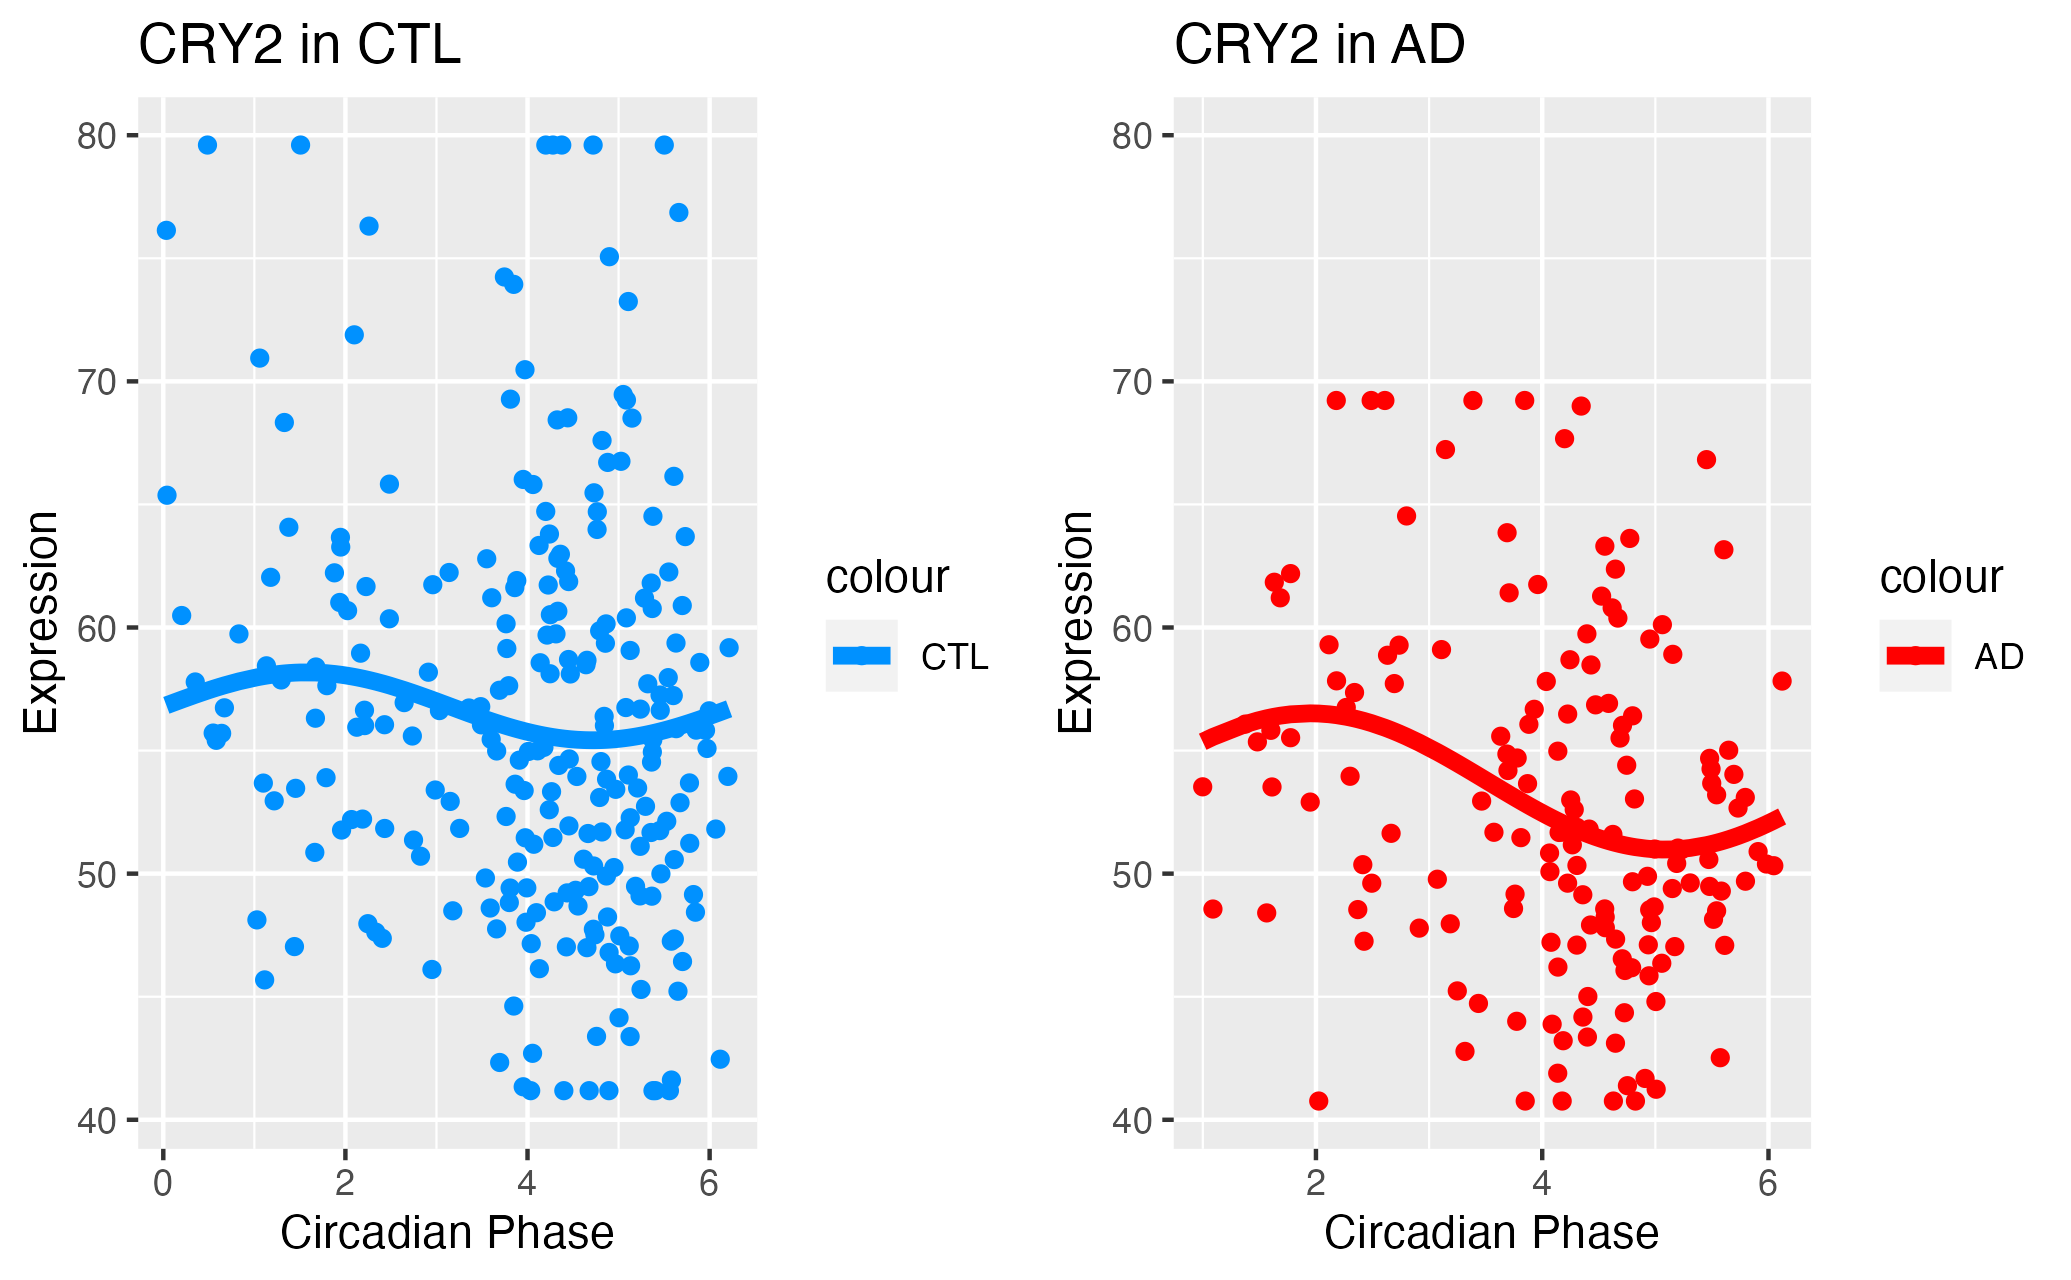 CRY2 in CTL
80
70
60
50
40
Expression
0 2 4 6
Circadian Phase
colour
CTL
CRY2 in AD
80
70
60
50
40
Expression
2 4 6
Circadian Phase
colour
AD